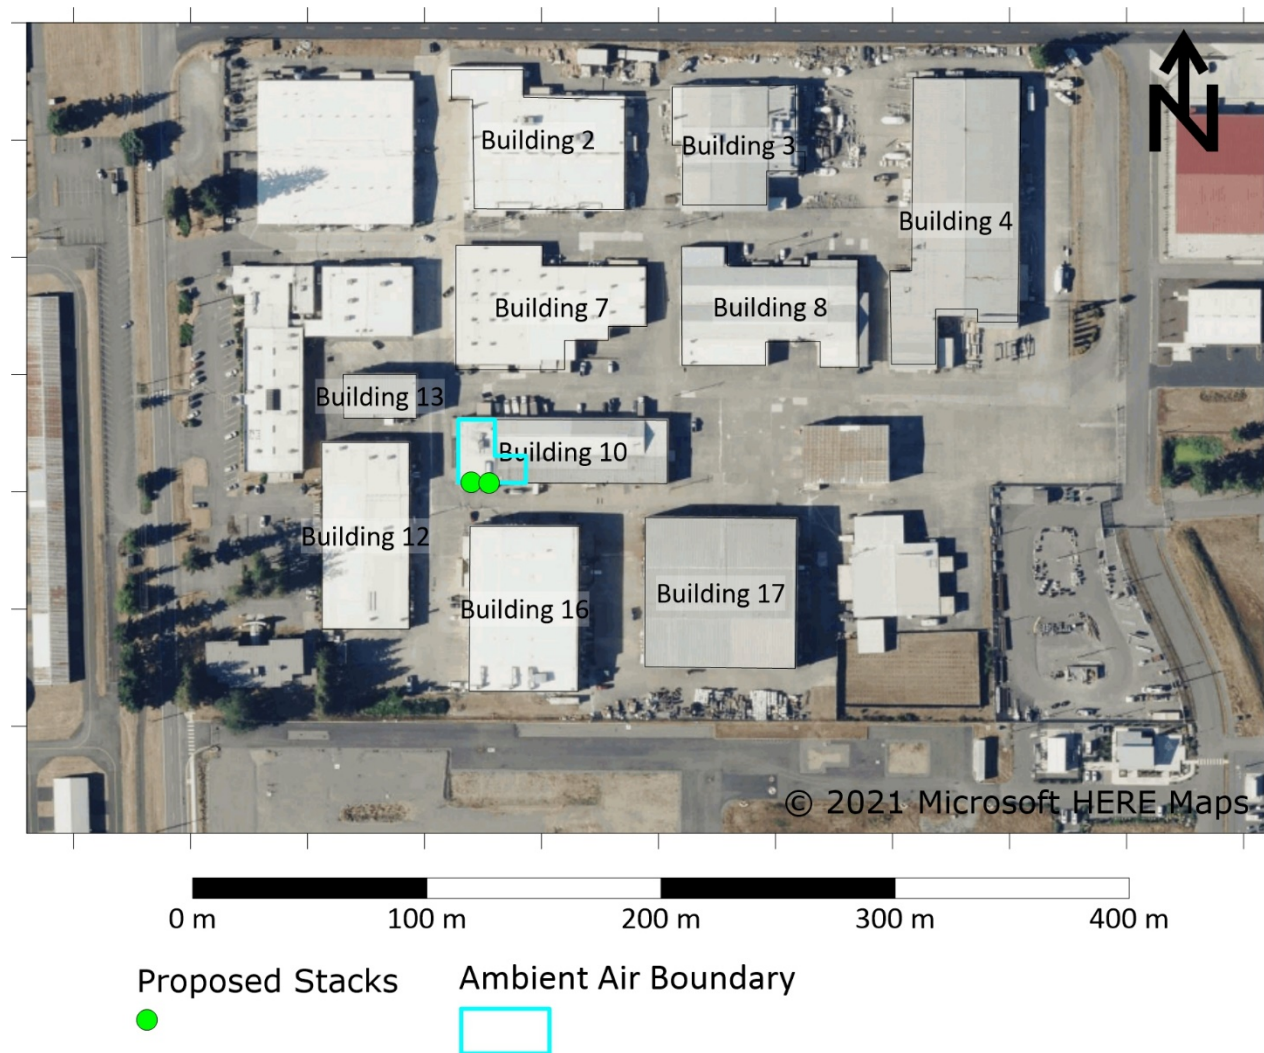 N
Building 2
Building 3
Building 4
Building 7
Building 8
Building 13
Building 10
Building 12
Building 16
Building 17
© 2021 Microsoft HERE Maps
0 m
100 m
200 m
300 m
400 m
Proposed Stacks
Ambient Air Boundary